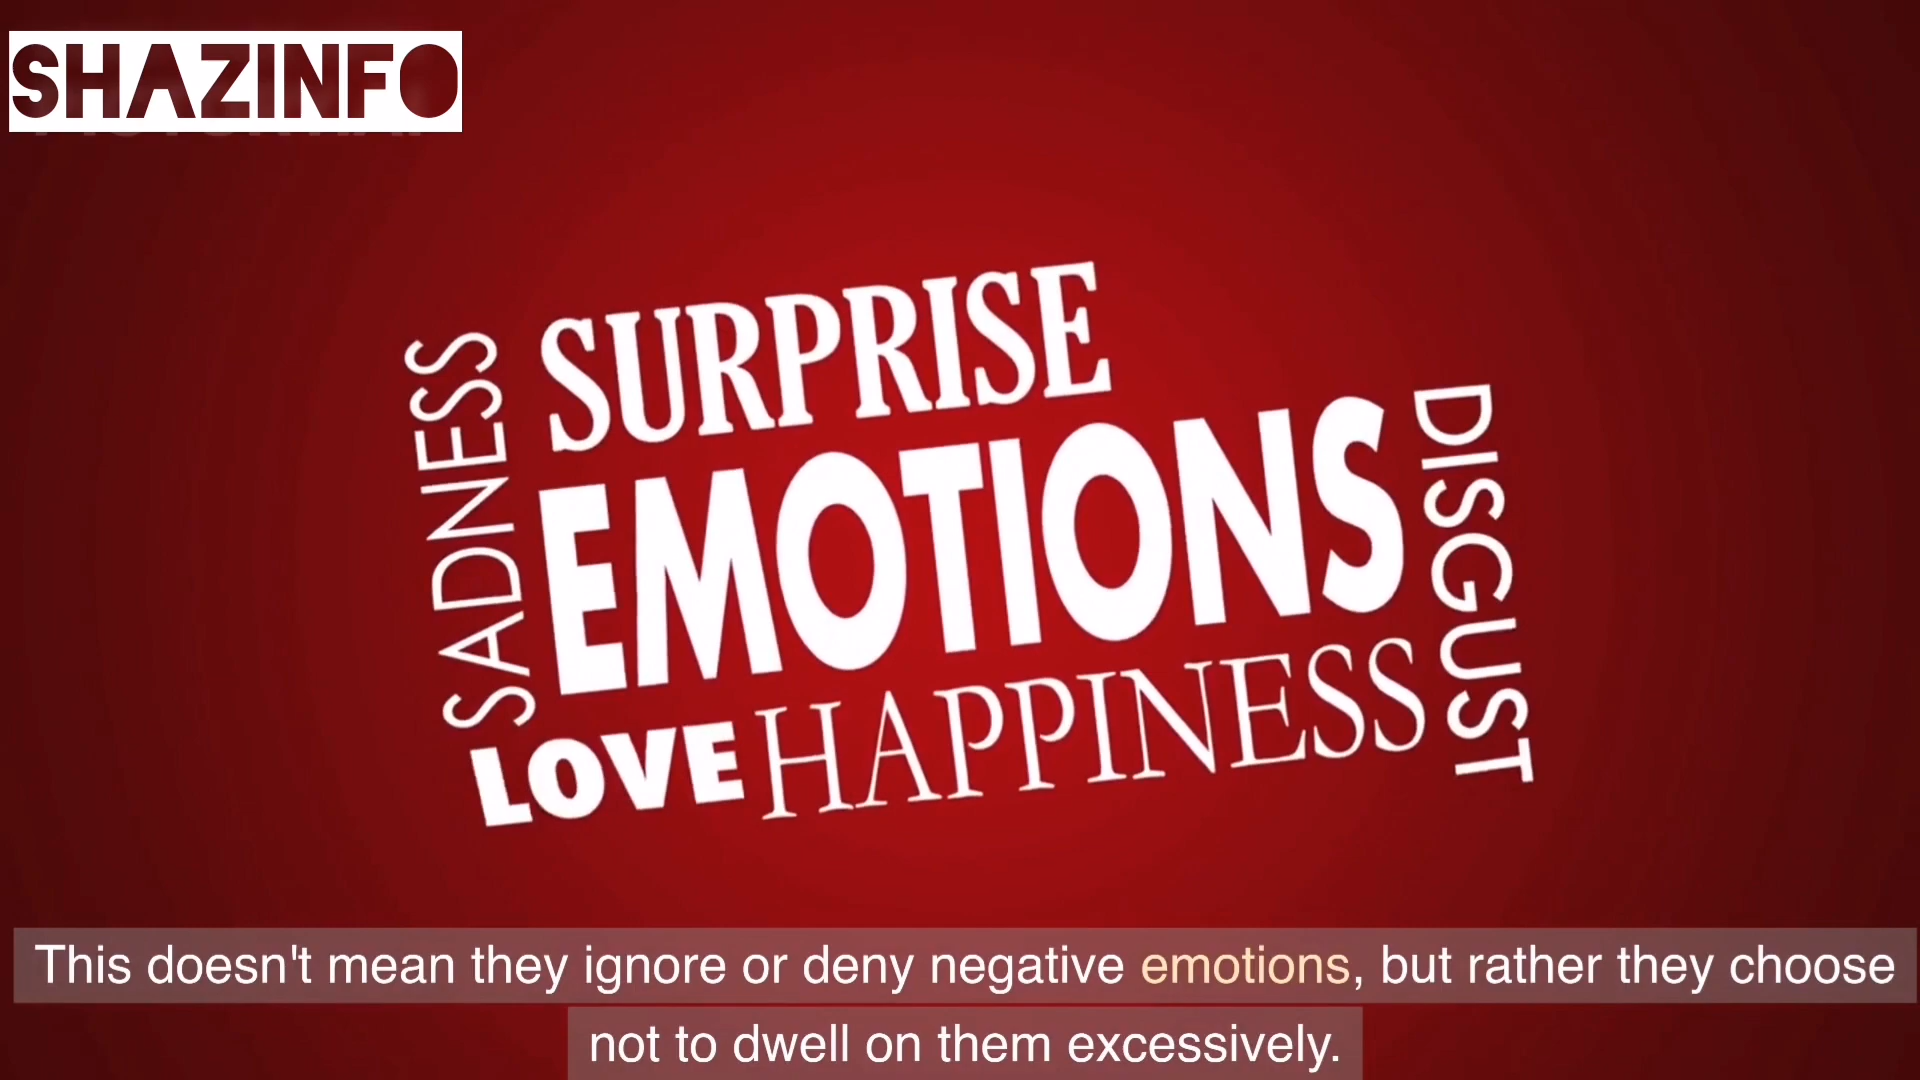 SHAZINFO
SADNESS
SURPRISE
EMOTIONS
DISGUST
LOVE HAPPINESS
This doesn't mean they ignore or deny negative emotions, but rather they choose
not to dwell on them excessively.